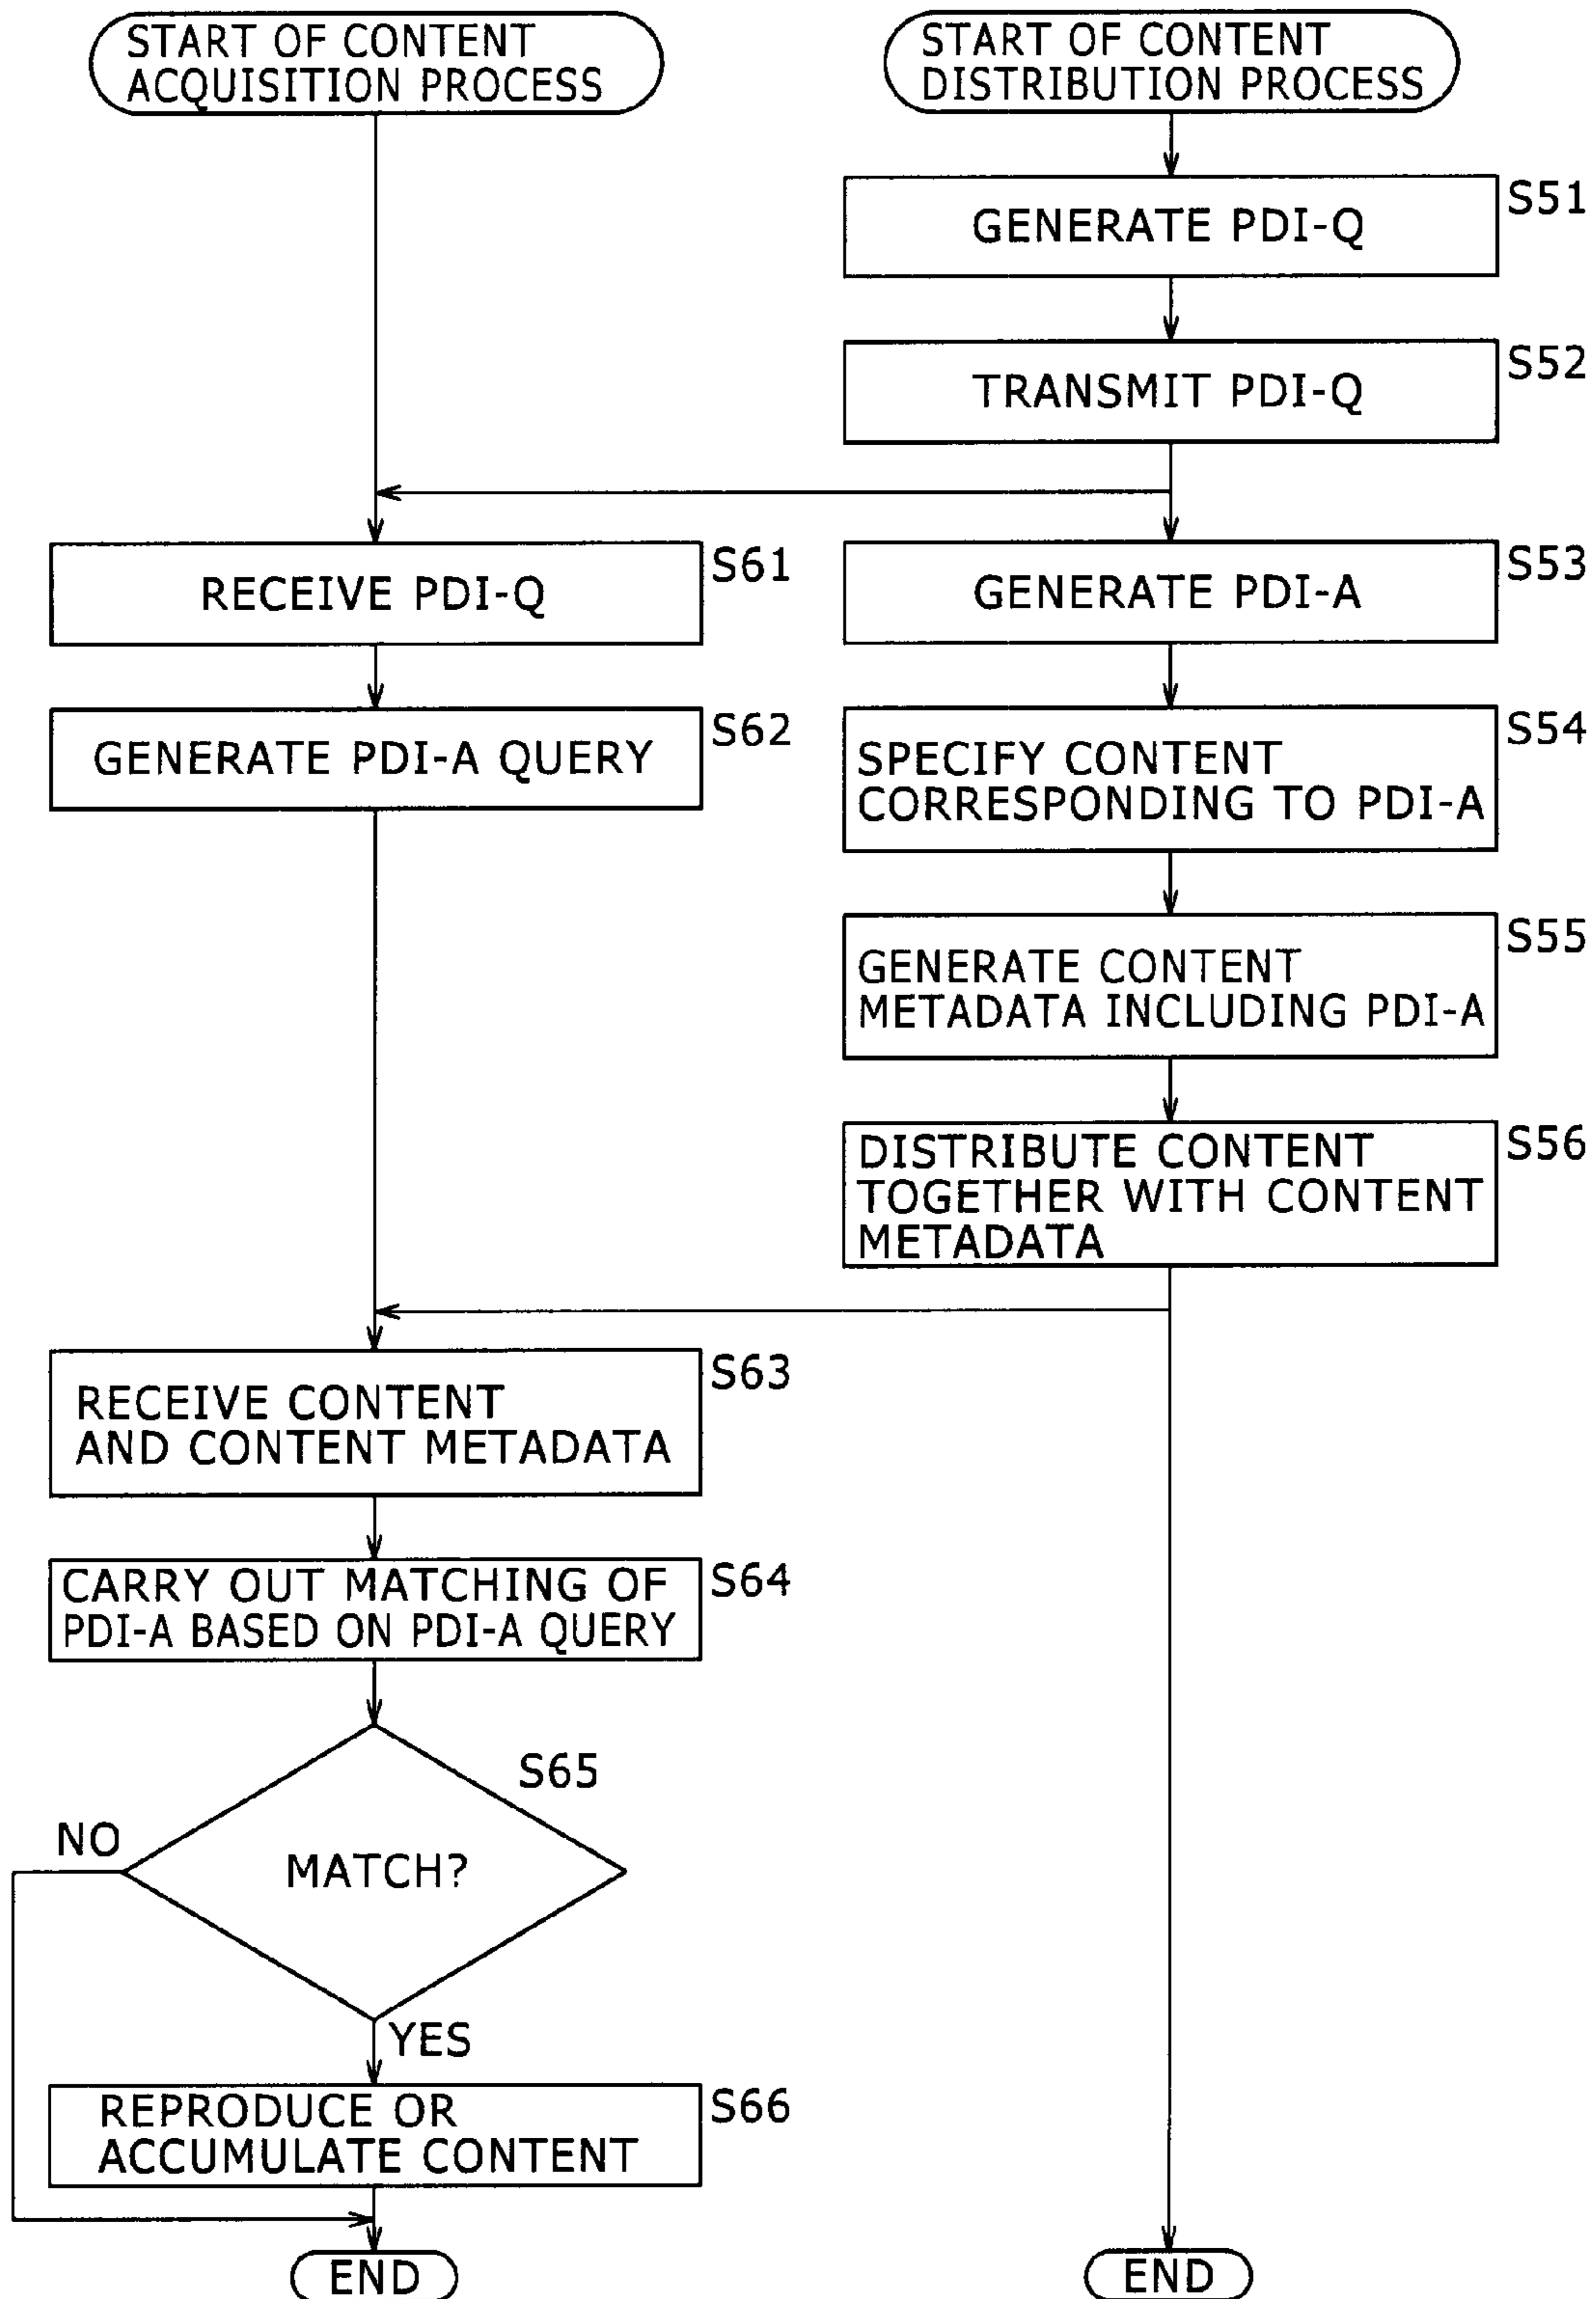 START OF CONTENT
ACQUISITION PROCESS
START OF CONTENT
DISTRIBUTION PROCESS
S51
GENERATE PDI-Q
S52
TRANSMIT PDI-Q
S61
RECEIVE PDI-Q
S53
GENERATE PDI-A
S62
GENERATE PDI-A QUERY
S54
SPECIFY CONTENT
CORRESPONDING TO PDI-A
S55
GENERATE CONTENT
METADATA INCLUDING PDI-A
S56
DISTRIBUTE CONTENT
TOGETHER WITH CONTENT
METADATA
S63
RECEIVE CONTENT
AND CONTENT METADATA
S64
CARRY OUT MATCHING OF
PDI-A BASED ON PDI-A QUERY
S65
NO
MATCH?
YES
S66
REPRODUCE OR
ACCUMULATE CONTENT
END
END